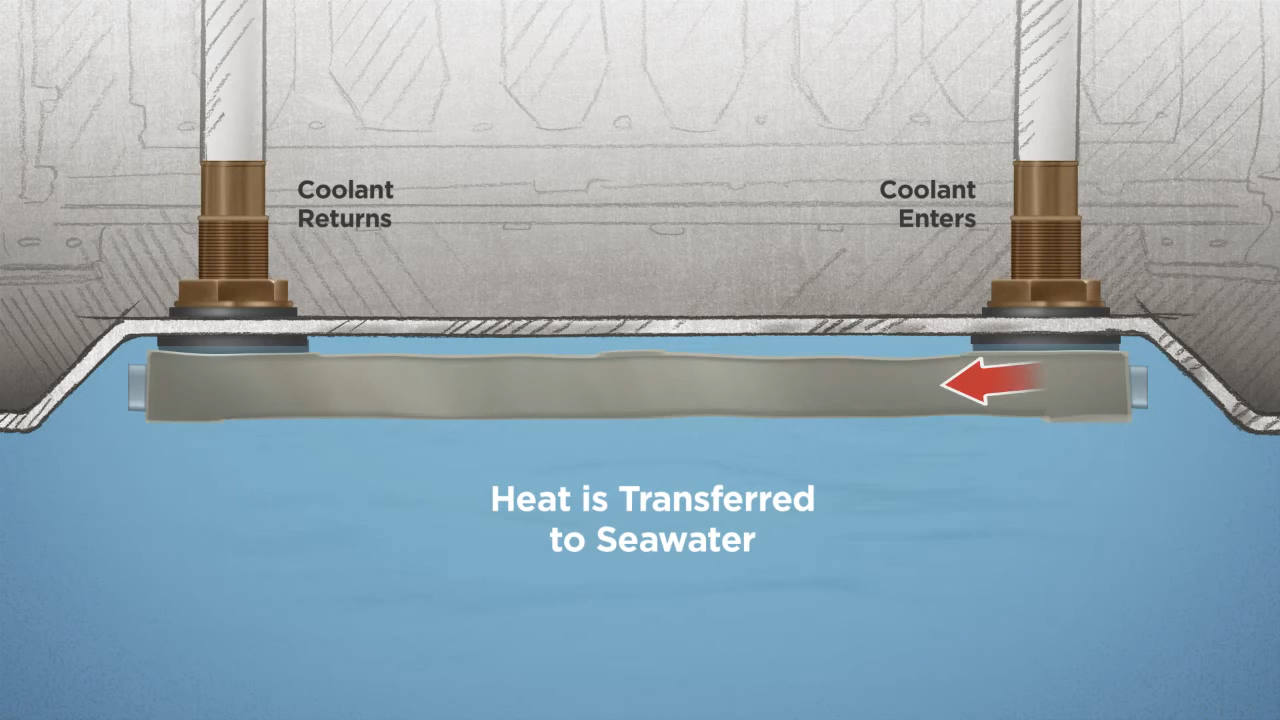 Coolant
Returns
Coolant
Enters
Heat is Transferred
to Seawater